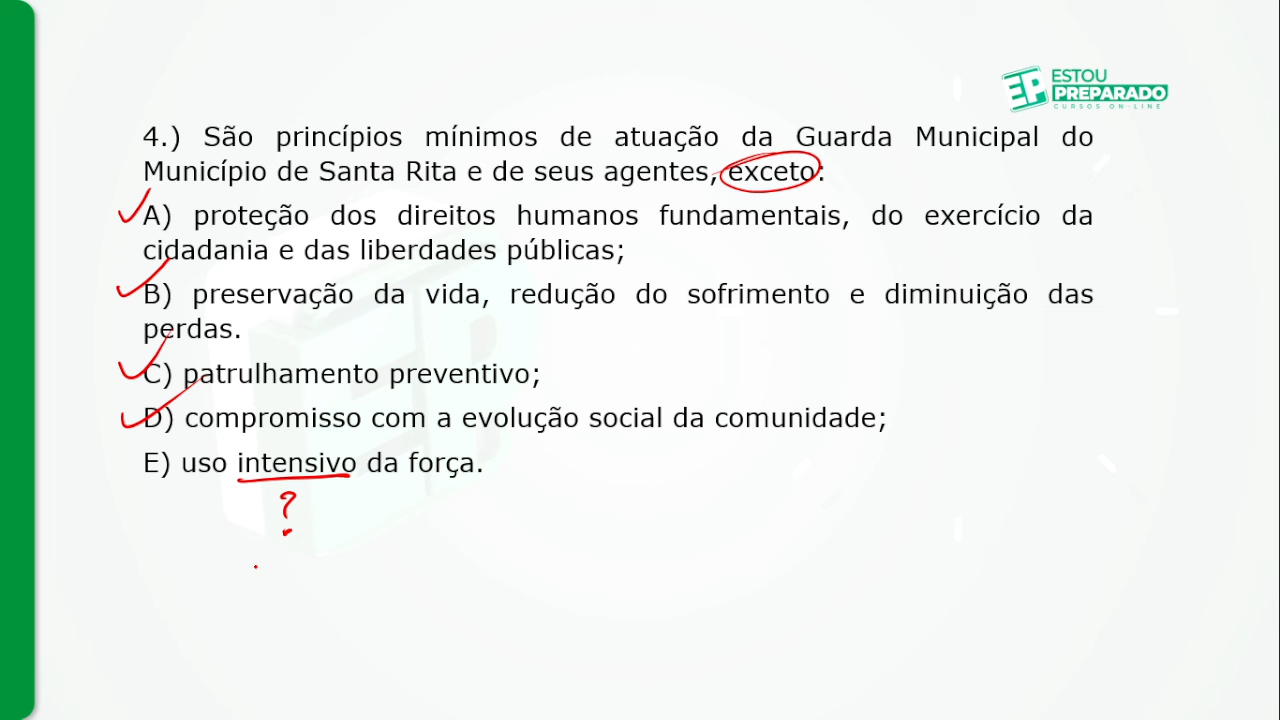 ESTOU
EP PREPARADO
CURSOS ON-LINE
4.) São princípios mínimos de atuação da Guarda Municipal do
Município de Santa Rita e de seus agentes, exceto:
A) proteção dos direitos humanos fundamentais, do exercício da
cidadania e das liberdades públicas;
B) preservação da vida, redução do sofrimento e diminuição das
perdas.
C) patrulhamento preventivo;
D) compromisso com a evolução social da comunidade;
E) uso intensivo da força.
?